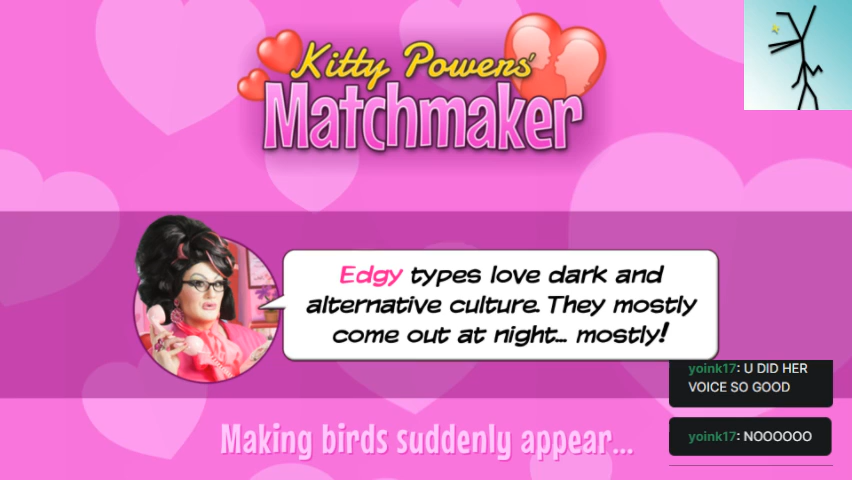 Kitty Powers'
Matchmaker
Edgy types love dark and
alternative culture. They mostly
come out at night... mostly!
yoink17: U DID HER
VOICE SO GOOD
yoink17: NOOOOOO
Making birds suddenly appear...